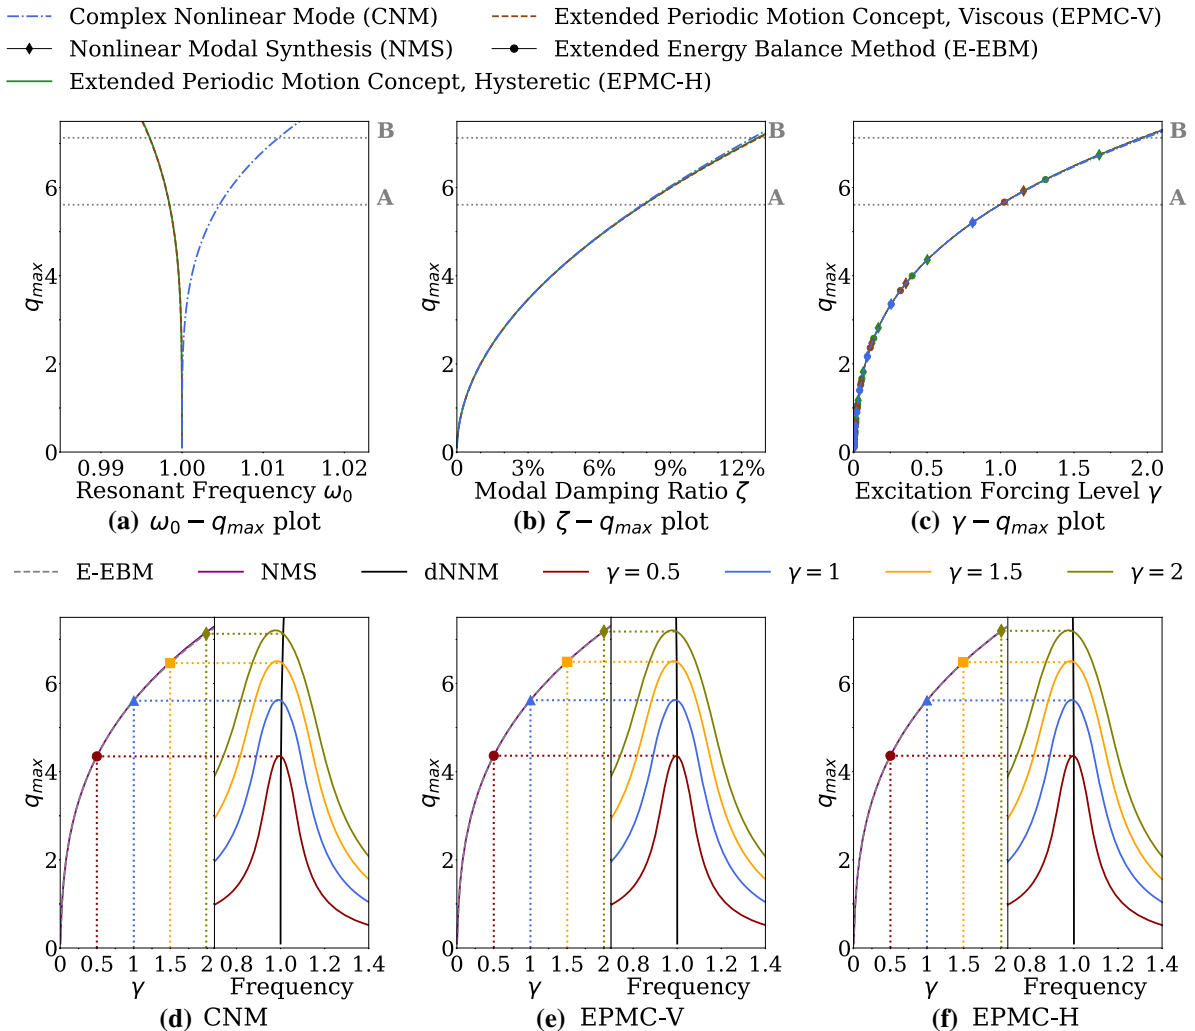 Complex Nonlinear Mode (CNM)
Extended Periodic Motion Concept, Viscous (EPMC-V)
Nonlinear Modal Synthesis (NMS)
Extended Energy Balance Method (E-EBM)
Extended Periodic Motion Concept, Hysteretic (EPMC-H)
B
B
B
6
6
6
A
A
A
4
4
4
q_max
q_max
q_max
2
2
2
0
0
0
0.99 1.00 1.01 1.02
0 3% 6% 9% 12%
0.0 0.5 1.0 1.5 2.0
Resonant Frequency ω₀
Modal Damping Ratio ζ
Excitation Forcing Level γ
(a) ω₀ − q_max plot
(b) ζ − q_max plot
(c) γ − q_max plot
E-EBM NMS dNNM γ = 0.5 γ = 1 γ = 1.5 γ = 2
6
6
6
4
4
4
q_max
q_max
q_max
2
2
2
0
0
0
0 0.5 1 1.5 2 0.8 1.0 1.2 1.4
0 0.5 1 1.5 2 0.8 1.0 1.2 1.4
0 0.5 1 1.5 2 0.8 1.0 1.2 1.4
γ Frequency
γ Frequency
γ Frequency
(d) CNM
(e) EPMC-V
(f) EPMC-H